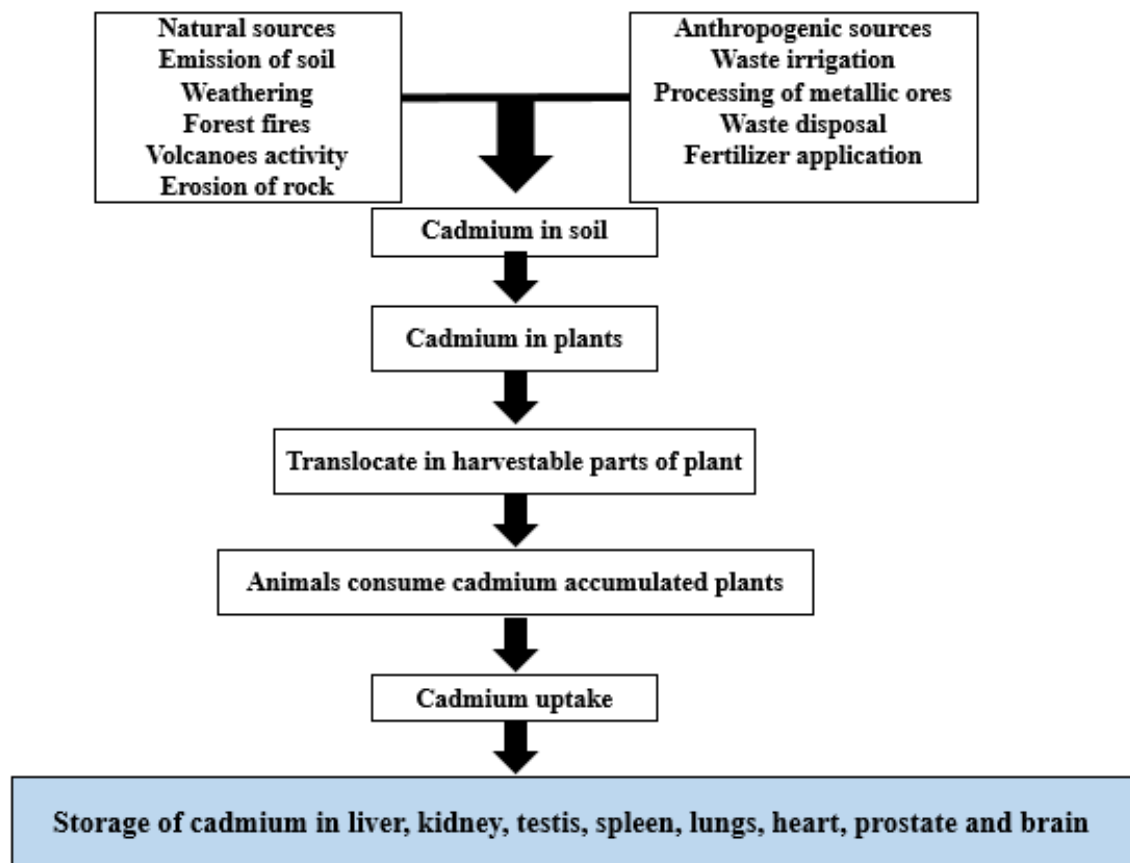 Natural sources
Emission of soil
Weathering
Forest fires
Volcanoes activity
Erosion of rock
Anthropogenic sources
Waste irrigation
Processing of metallic ores
Waste disposal
Fertilizer application
Cadmium in soil
Cadmium in plants
Translocate in harvestable parts of plant
Animals consume cadmium accumulated plants
Cadmium uptake
Storage of cadmium in liver, kidney, testis, spleen, lungs, heart, prostate and brain